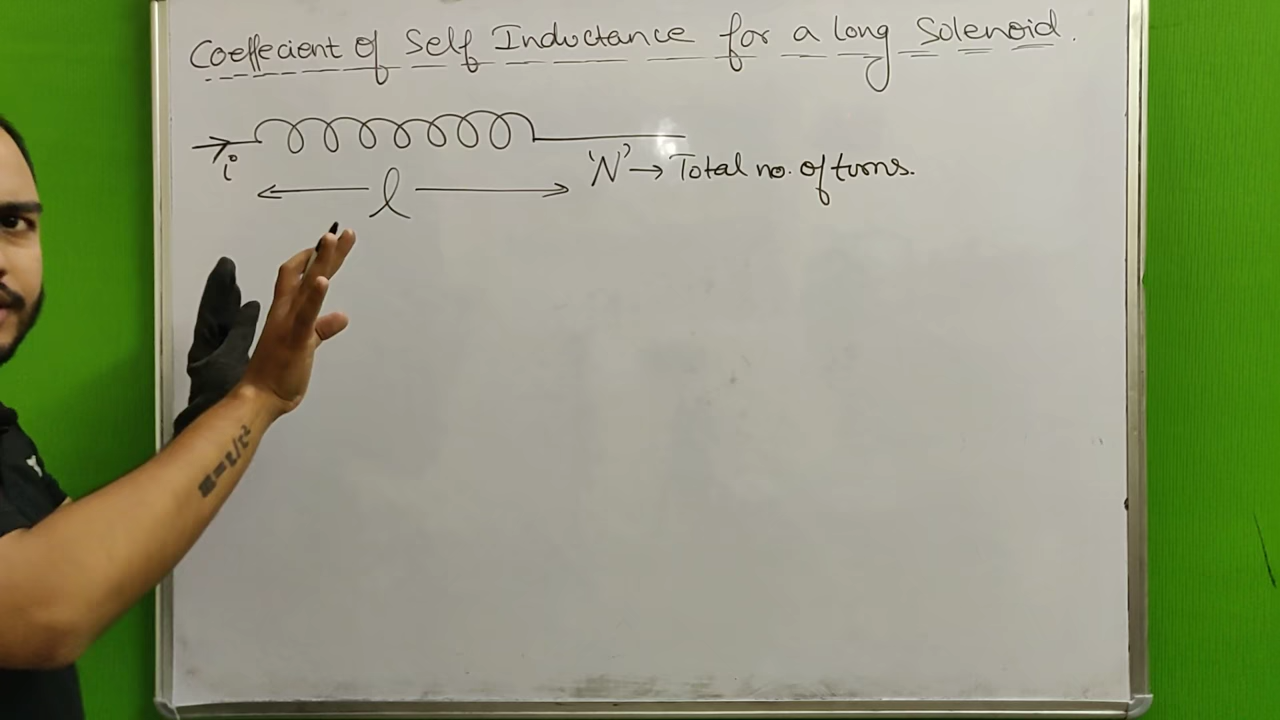 Coeffecient of Self Inductance for a long Solenoid.
i
l
'N' → Total no. of turns.